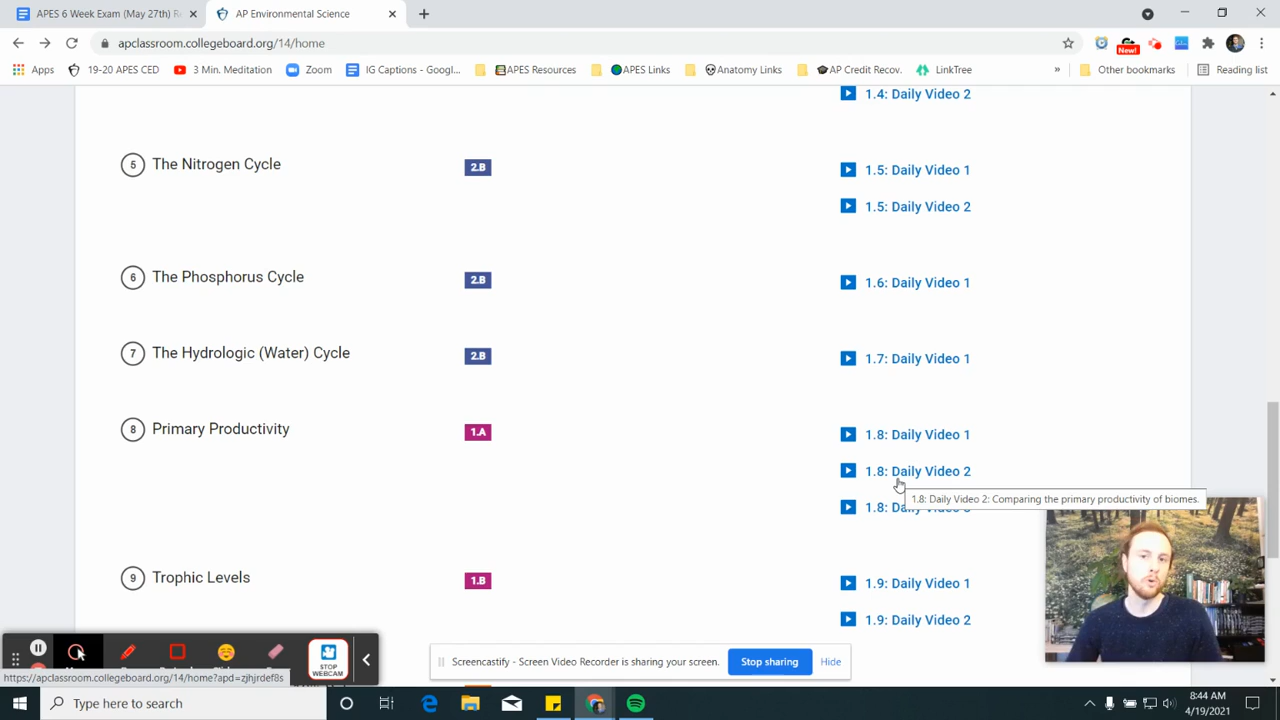 APES 6 Week Exam (May 27th) R
AP Environmental Science
apclassroom.collegeboard.org/14/home
New!
Apps
19-20 APES CED
3 Min. Meditation
Zoom
IG Captions - Googl...
APES Resources
APES Links
Anatomy Links
AP Credit Recov.
LinkTree
»
Other bookmarks
Reading list
1.4: Daily Video 2
5 The Nitrogen Cycle
2.B
1.5: Daily Video 1
1.5: Daily Video 2
6 The Phosphorus Cycle
2.B
1.6: Daily Video 1
7 The Hydrologic (Water) Cycle
2.B
1.7: Daily Video 1
8 Primary Productivity
1.A
1.8: Daily Video 1
1.8: Daily Video 2
1.8: Daily Video 2: Comparing the primary productivity of biomes.
1.8:
9 Trophic Levels
1.B
1.9: Daily Video 1
1.9: Daily Video 2
STOP
WEBCAM
https://apclassroom.collegeboard.org/14/home?apd=zjhjrdef8s
Screencastify - Screen Video Recorder is sharing your screen.
Stop sharing
Hide
Type here to search
8:44 AM
4/19/2021